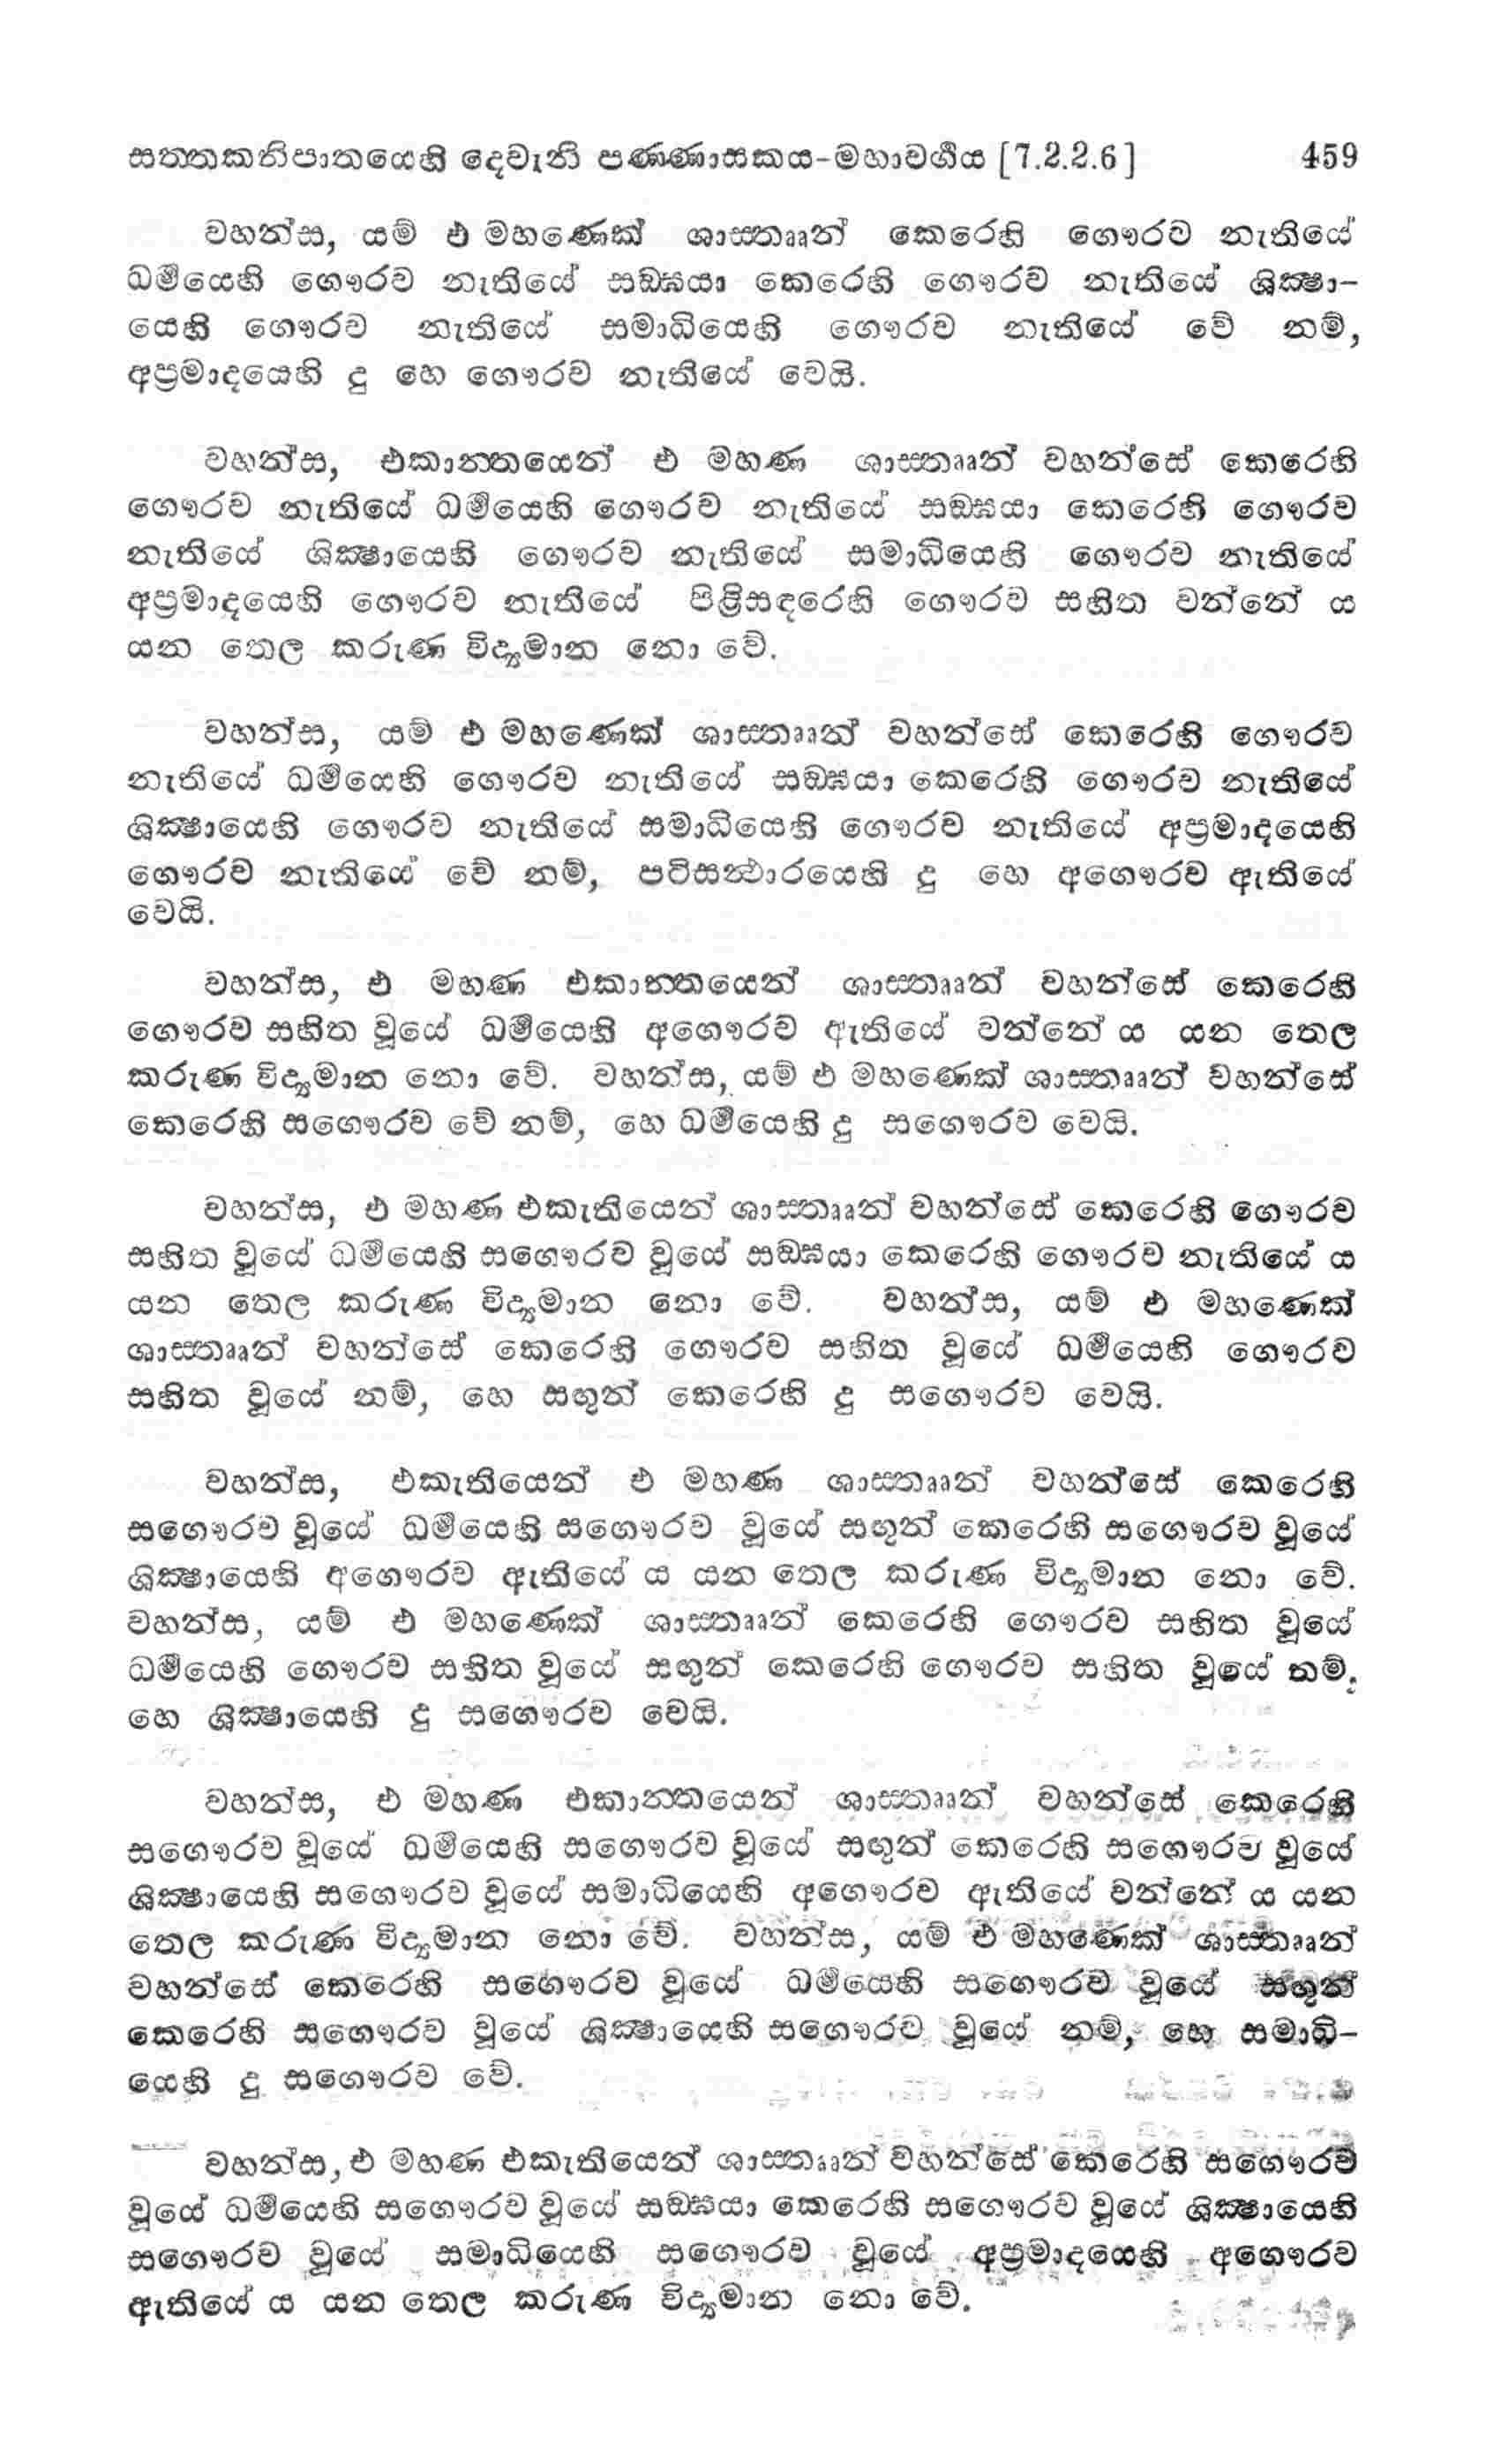 සත්තකනිපාතයෙහි දෙවැනි පණ්ණාසකය-මහාවර්ගය [7.2.2.6] 459
වහන්ස, යම් ඒ මහණෙක් ශාස්තෲන් කෙරෙහි ගෞරව නැතියේ
ධර්මයෙහි ගෞරව නැතියේ සඞ්ඝයා කෙරෙහි ගෞරව නැතියේ ශික්‍ෂා-
යෙහි ගෞරව නැතියේ සමාධියෙහි ගෞරව නැතියේ වේ නම්,
අප්‍රමාදයෙහි දු හෙ ගෞරව නැතියේ වෙයි.
වහන්ස, එකාන්තයෙන් ඒ මහණ ශාස්තෲන් වහන්සේ කෙරෙහි
ගෞරව නැතියේ ධර්මයෙහි ගෞරව නැතියේ සඞ්ඝයා කෙරෙහි ගෞරව
නැතියේ ශික්‍ෂායෙහි ගෞරව නැතියේ සමාධියෙහි ගෞරව නැතියේ
අප්‍රමාදයෙහි ගෞරව නැතියේ පිළිසඳරෙහි ගෞරව සහිත වන්නේ ය
යන තෙල කරුණ විද්‍යමාන නො වේ.
වහන්ස, යම් ඒ මහණෙක් ශාස්තෲන් වහන්සේ කෙරෙහි ගෞරව
නැතියේ ධර්මයෙහි ගෞරව නැතියේ සඞ්ඝයා කෙරෙහි ගෞරව නැතියේ
ශික්‍ෂායෙහි ගෞරව නැතියේ සමාධියෙහි ගෞරව නැතියේ අප්‍රමාදයෙහි
ගෞරව නැතියේ වේ නම්, පටිසන්ථාරයෙහි දු හෙ අගෞරව ඇතියේ
වෙයි.
වහන්ස, ඒ මහණ එකාන්තයෙන් ශාස්තෲන් වහන්සේ කෙරෙහි
ගෞරව සහිත වූයේ ධර්මයෙහි අගෞරව ඇතියේ වන්නේ ය යන තෙල
කරුණ විද්‍යමාන නො වේ. වහන්ස, යම් ඒ මහණෙක් ශාස්තෲන් වහන්සේ
කෙරෙහි සගෞරව වේ නම්, හෙ ධර්මයෙහි දු සගෞරව වෙයි.
වහන්ස, ඒ මහණ එකැතියෙන් ශාස්තෲන් වහන්සේ කෙරෙහි ගෞරව
සහිත වූයේ ධර්මයෙහි සගෞරව වූයේ සඞ්ඝයා කෙරෙහි ගෞරව නැතියේ ය
යන තෙල කරුණ විද්‍යමාන නො වේ. වහන්ස, යම් ඒ මහණෙක්
ශාස්තෲන් වහන්සේ කෙරෙහි ගෞරව සහිත වූයේ ධර්මයෙහි ගෞරව
සහිත වූයේ නම්, හෙ සඟුන් කෙරෙහි දු සගෞරව වෙයි.
වහන්ස, එකැතියෙන් ඒ මහණ ශාස්තෲන් වහන්සේ කෙරෙහි
සගෞරව වූයේ ධර්මයෙහි සගෞරව වූයේ සඟුන් කෙරෙහි සගෞරව වූයේ
ශික්‍ෂායෙහි අගෞරව ඇතියේ ය යන තෙල කරුණ විද්‍යමාන නො වේ.
වහන්ස, යම් ඒ මහණෙක් ශාස්තෲන් කෙරෙහි ගෞරව සහිත වූයේ
ධර්මයෙහි ගෞරව සහිත වූයේ සඟුන් කෙරෙහි ගෞරව සහිත වූයේ නම්,
හෙ ශික්‍ෂායෙහි දු සගෞරව වෙයි.
වහන්ස, ඒ මහණ එකාන්තයෙන් ශාස්තෲන් වහන්සේ කෙරෙහි
සගෞරව වූයේ ධර්මයෙහි සගෞරව වූයේ සඟුන් කෙරෙහි සගෞරව වූයේ
ශික්‍ෂායෙහි සගෞරව වූයේ සමාධියෙහි අගෞරව ඇතියේ වන්නේ ය යන
තෙල කරුණ විද්‍යමාන නො වේ. වහන්ස, යම් ඒ මහණෙක් ශාස්තෲන්
වහන්සේ කෙරෙහි සගෞරව වූයේ ධර්මයෙහි සගෞරව වූයේ සඟුන්
කෙරෙහි සගෞරව වූයේ ශික්‍ෂායෙහි සගෞරව වූයේ නම්, හෙ සමාධි-
යෙහි දු සගෞරව වේ.
වහන්ස, ඒ මහණ එකැතියෙන් ශාස්තෲන් වහන්සේ කෙරෙහි සගෞරව
වූයේ ධර්මයෙහි සගෞරව වූයේ සඞ්ඝයා කෙරෙහි සගෞරව වූයේ ශික්‍ෂායෙහි
සගෞරව වූයේ සමාධියෙහි සගෞරව වූයේ අප්‍රමාදයෙහි අගෞරව
ඇතියේ ය යන තෙල කරුණ විද්‍යමාන නො වේ.